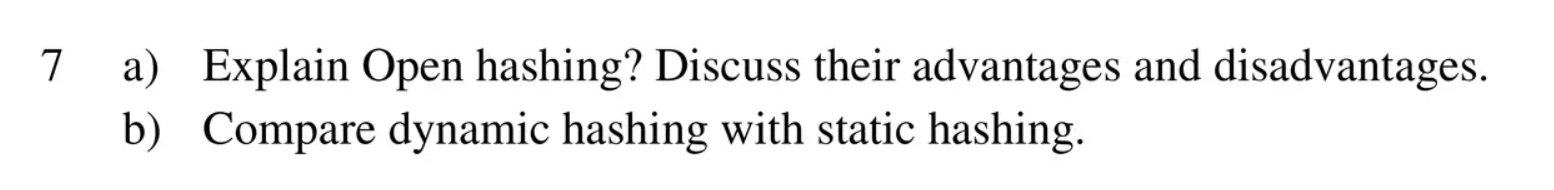 7 a) Explain Open hashing? Discuss their advantages and disadvantages.
b) Compare dynamic hashing with static hashing.